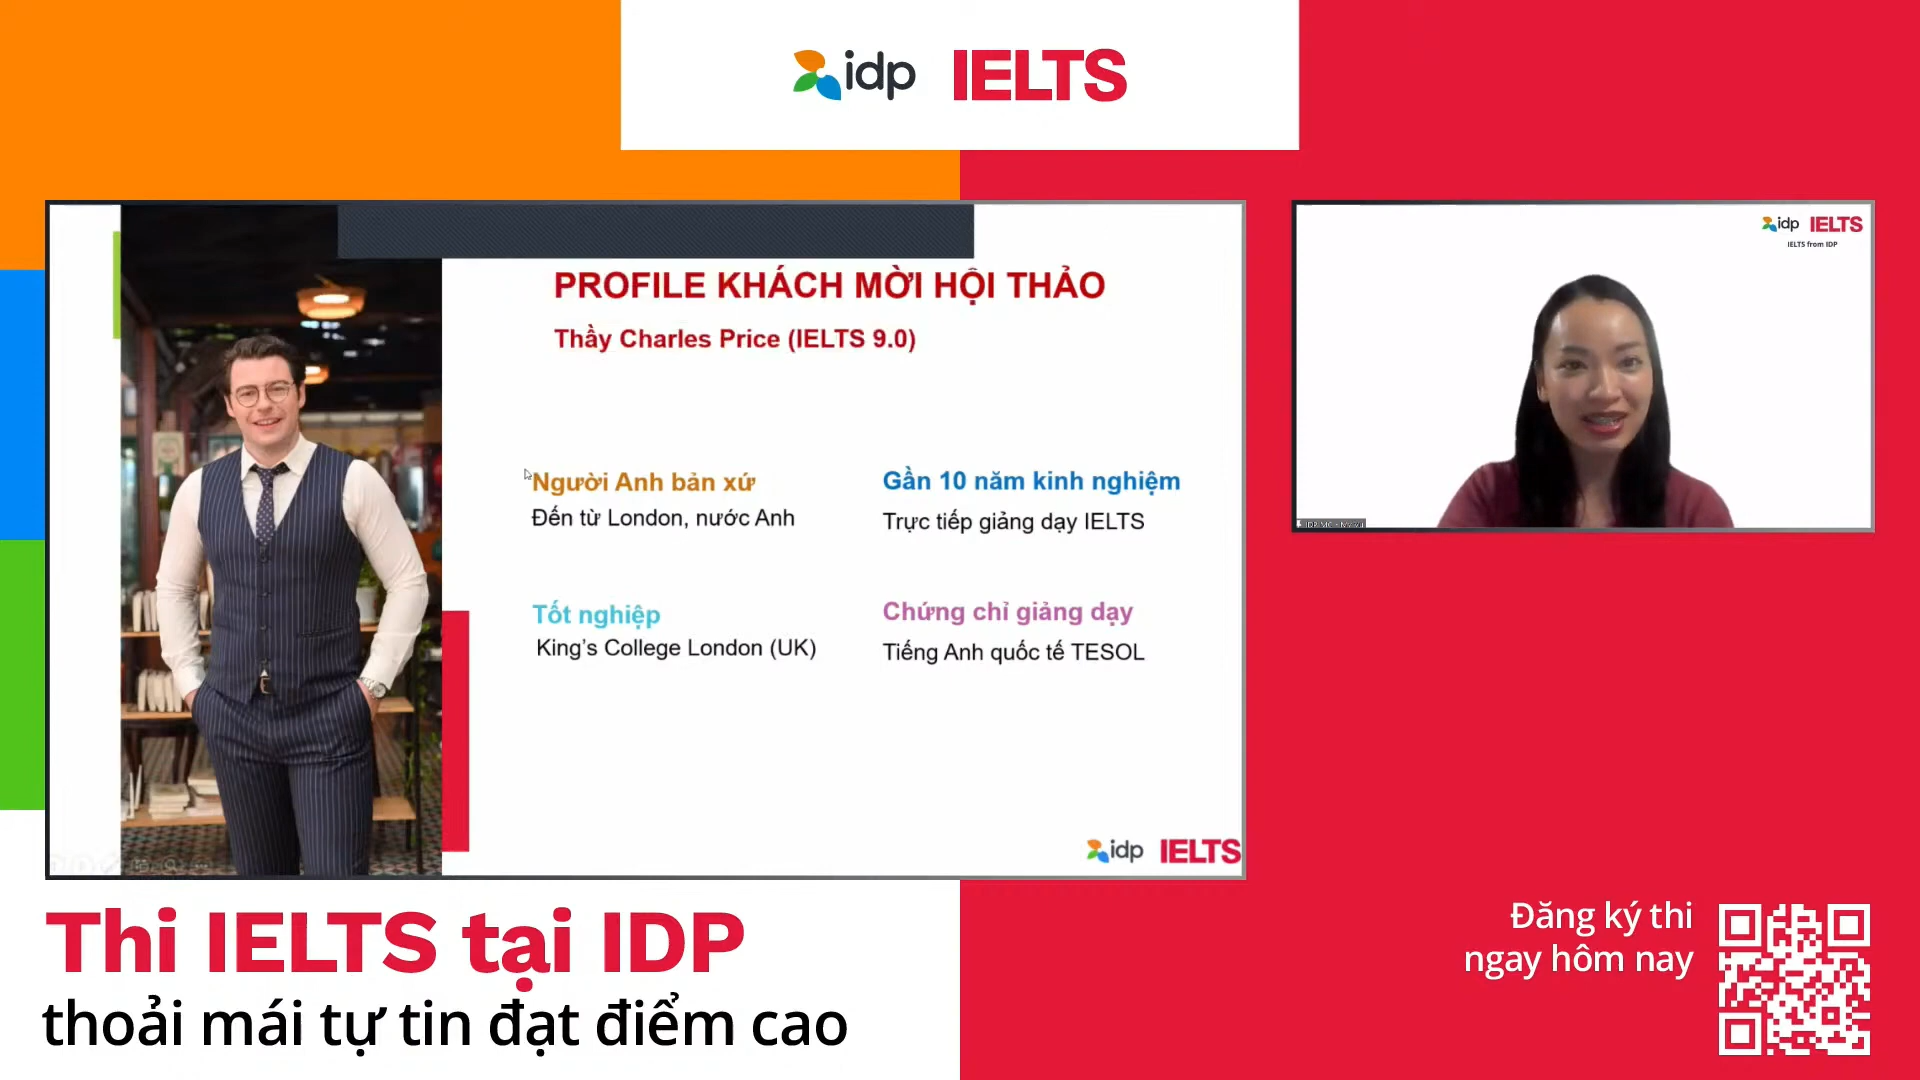 idp IELTS
PROFILE KHÁCH MỜI HỘI THẢO
Thầy Charles Price (IELTS 9.0)
Người Anh bản xứ
Đến từ London, nước Anh
Gần 10 năm kinh nghiệm
Trực tiếp giảng dạy IELTS
Tốt nghiệp
King's College London (UK)
Chứng chỉ giảng dạy
Tiếng Anh quốc tế TESOL
idp IELTS
idp IELTS
IELTS from IDP
Thi IELTS tại IDP
thoải mái tự tin đạt điểm cao
Đăng ký thi
ngay hôm nay